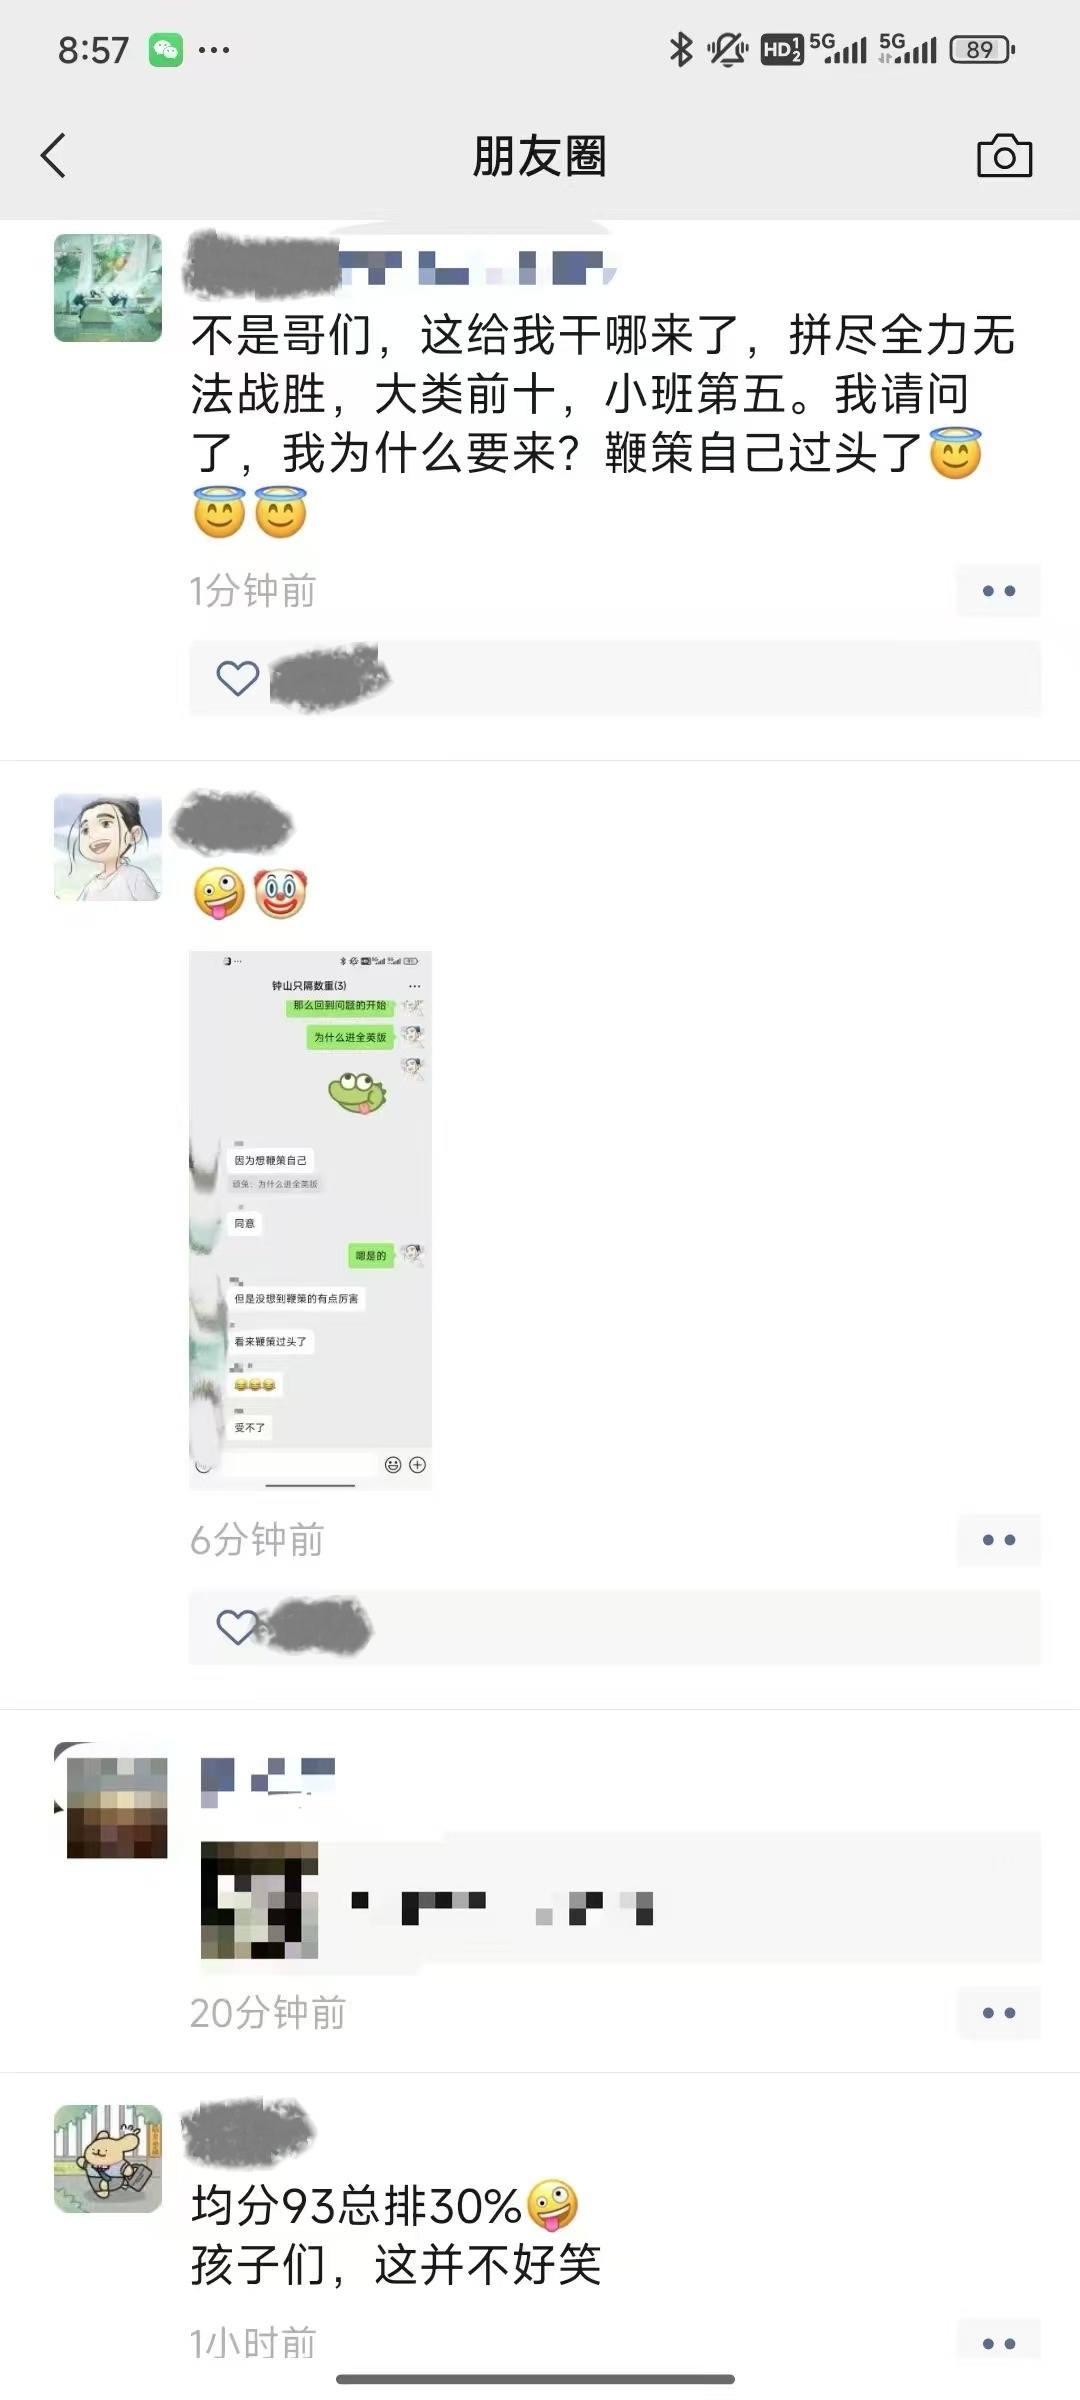 8:57
HD 1 2 5G 5G 89
朋友圈
不是哥们，这给我干哪来了，拼尽全力无
法战胜，大类前十，小班第五。我请问
了，我为什么要来？鞭策自己过头了😇
😇😇
1分钟前
🤪🤡
钟山只隔数重(3)
那么回到问题的开始
为什么进全英版
因为想鞭策自己
为什么进全英版
同意
嗯是的
但是没想到鞭策的有点厉害
看来鞭策过头了
😂😂😂
受不了
6分钟前
20分钟前
均分93总排30%🤪
孩子们，这并不好笑
1小时前